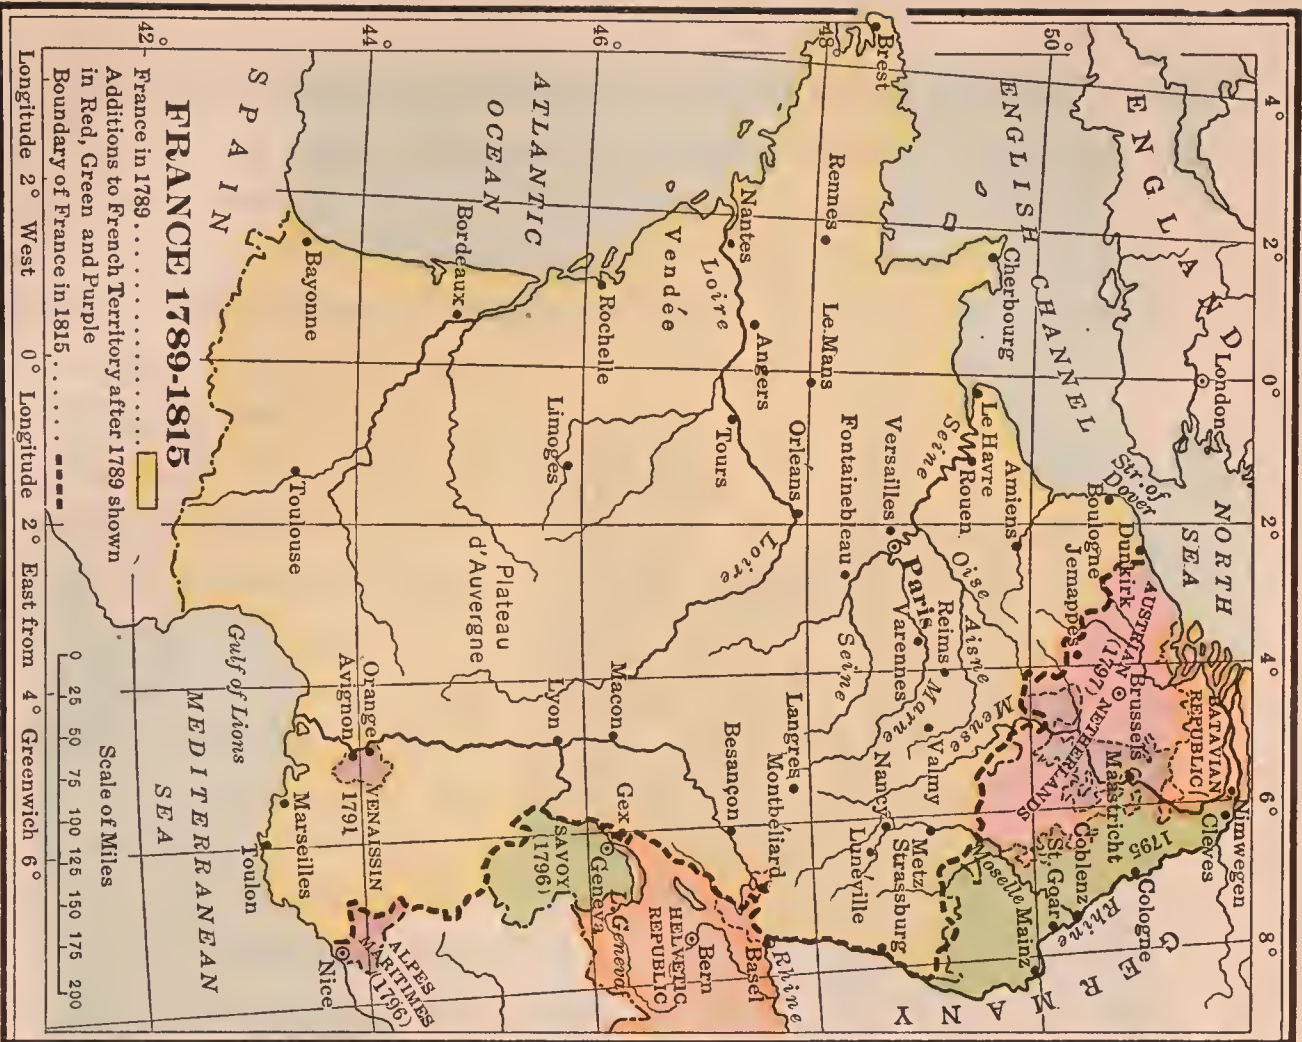 FRANCE 1789-1815
France in 1789
Additions to French Territory after 1789 shown
in Red, Green and Purple
Boundary of France in 1815
Longitude 2° West
0° Longitude 2° East from
4° Greenwich 6°
42°
44°
46°
48°
50°
4°
2°
0°
2°
4°
6°
8°
ENGLAND
London
NORTH
SEA
Str. of
Dover
ENGLISH CHANNEL
ATLANTIC
OCEAN
SPAIN
MEDITERRANEAN
SEA
Gulf of Lions
GERMANY
Brest
Rennes
Cherbourg
Le Havre
Rouen
Seine
Amiens
Boulogne
Dunkirk
Jemappes
AUSTRIAN NETHERLANDS
(1797)
Brussels
Maastricht
BATAVIAN
REPUBLIC
Nimwegen
Cleves
1795
Cologne
Coblenz
St. Goar
Rhine
Mainz
Moselle
Le Mans
Angers
Nantes
Loire
Vendée
Tours
Orleans
Loire
Versailles
Fontainebleau
Paris
Oise
Aisne
Reims
Varennes
Marne
Meuse
Valmy
Seine
Nancy
Metz
Lunéville
Strassburg
Langres
Montbéliard
Besançon
Basel
Rhine
Rochelle
Limoges
Bordeaux
Bayonne
Toulouse
Plateau
d'Auvergne
Macon
Lyon
Gex
Geneva
L. Geneva
SAVOY
(1796)
HELVETIC
REPUBLIC
Bern
Orange
Avignon
VENAISSIN
1791
Marseilles
Toulon
Nice
ALPES
MARITIMES
(1796)
0 25 50 75 100 125 150 175 200
Scale of Miles